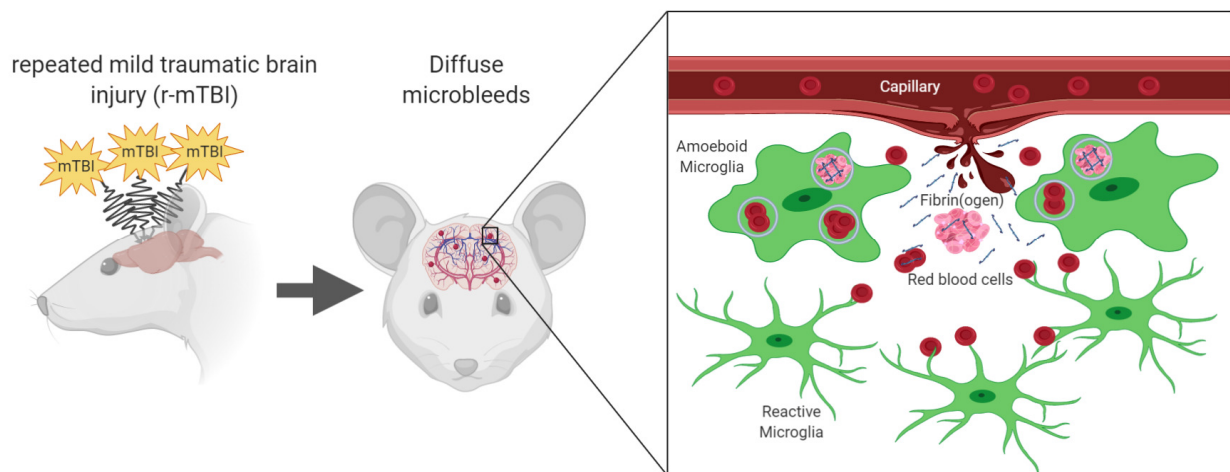 repeated mild traumatic brain
injury (r-mTBI)
mTBI
mTBI
mTBI
Diffuse
microbleeds
Capillary
Amoeboid
Microglia
Fibrin(ogen)
Red blood cells
Reactive
Microglia